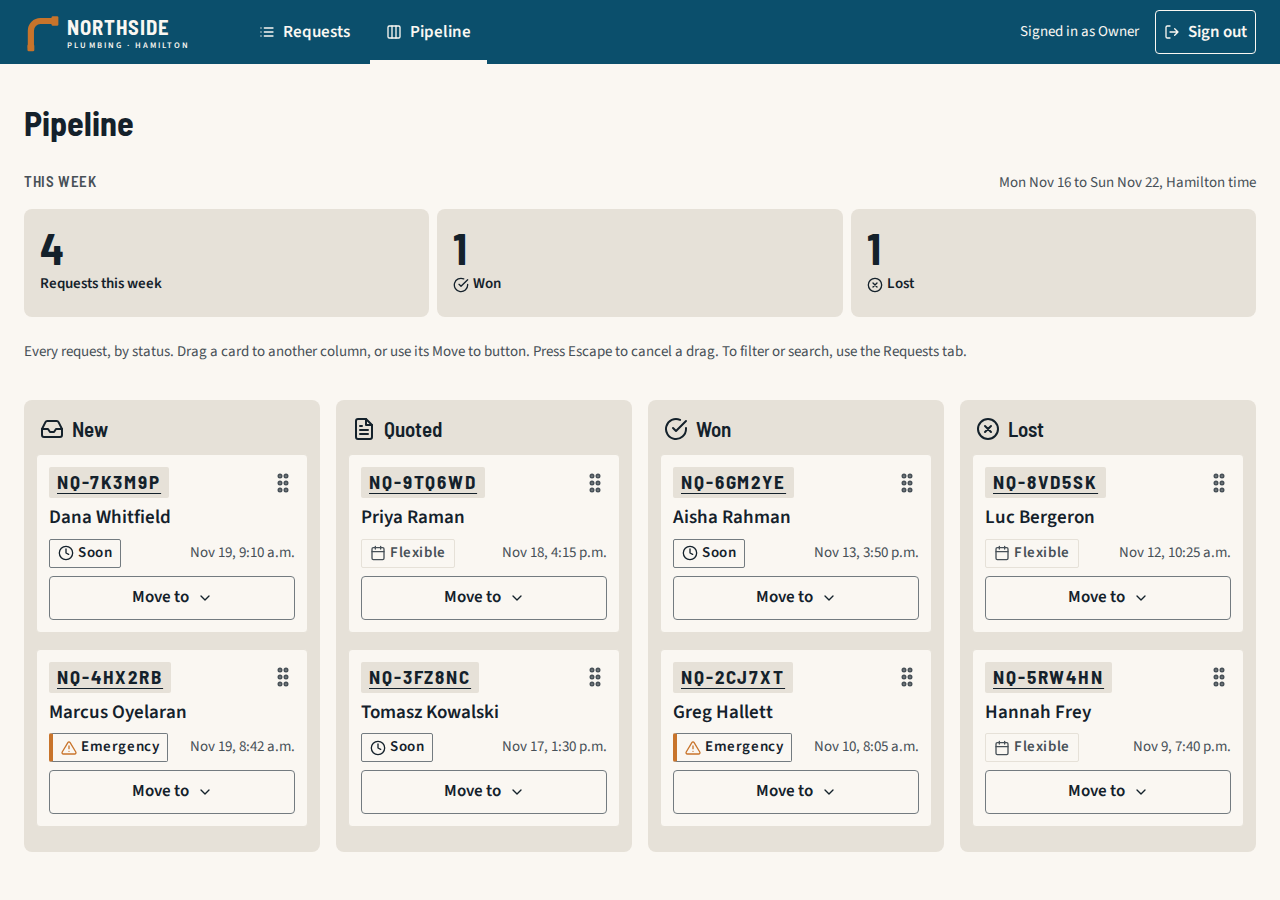 NORTHSIDE
PLUMBING · HAMILTON
Requests
Pipeline
Signed in as Owner
Sign out
Pipeline
THIS WEEK
Mon Nov 16 to Sun Nov 22, Hamilton time
4
Requests this week
1
Won
1
Lost
Every request, by status. Drag a card to another column, or use its Move to button. Press Escape to cancel a drag. To filter or search, use the Requests tab.
New
NQ-7K3M9P
Dana Whitfield
Soon
Nov 19, 9:10 a.m.
Move to
NQ-4HX2RB
Marcus Oyelaran
Emergency
Nov 19, 8:42 a.m.
Move to
Quoted
NQ-9TQ6WD
Priya Raman
Flexible
Nov 18, 4:15 p.m.
Move to
NQ-3FZ8NC
Tomasz Kowalski
Soon
Nov 17, 1:30 p.m.
Move to
Won
NQ-6GM2YE
Aisha Rahman
Soon
Nov 13, 3:50 p.m.
Move to
NQ-2CJ7XT
Greg Hallett
Emergency
Nov 10, 8:05 a.m.
Move to
Lost
NQ-8VD5SK
Luc Bergeron
Flexible
Nov 12, 10:25 a.m.
Move to
NQ-5RW4HN
Hannah Frey
Flexible
Nov 9, 7:40 p.m.
Move to